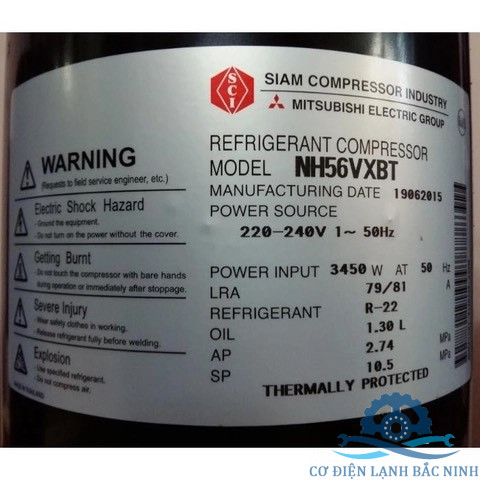 SCI
SIAM COMPRESSOR INDUSTRY
MITSUBISHI ELECTRIC GROUP
REFRIGERANT COMPRESSOR
MODEL NH56VXBT
MANUFACTURING DATE 19062015
POWER SOURCE
220-240V 1~ 50Hz
POWER INPUT 3450 W AT 50 Hz
LRA 79/81 A
REFRIGERANT R-22
OIL 1.30 L
AP 2.74 MPa
SP 10.5 MPa
THERMALLY PROTECTED
WARNING
(Requests to field service engineer, etc.)
Electric Shock Hazard
- Ground the equipment.
- Do not turn on the power without the cover.
Getting Burnt
- Do not touch the compressor with bare hands
during operation or immediately after stoppage.
Severe Injury
- Wear safety clothes in working.
- Release refrigerant fully before welding.
Explosion
- Use specified refrigerant.
- Do not compress air.
MADE IN THAILAND
CƠ ĐIỆN LẠNH BẮC NINH